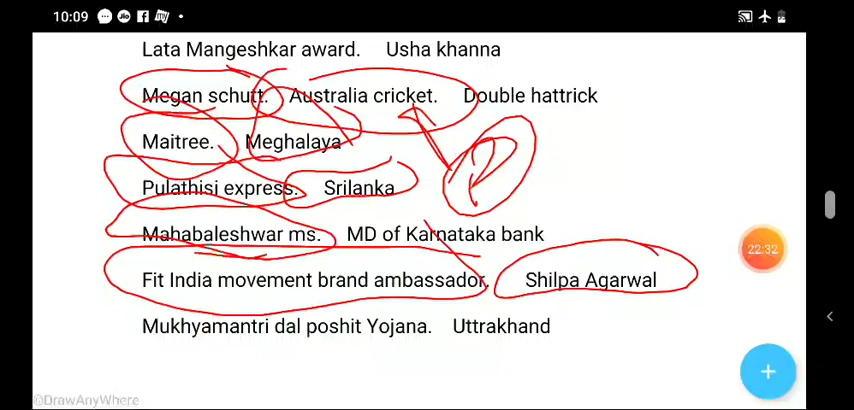 10:09
Lata Mangeshkar award. Usha khanna
Megan schutt. Australia cricket. Double hattrick
Maitree. Meghalaya
Pulathisi express. Srilanka
Mahabaleshwar ms. MD of Karnataka bank
22:32
Fit India movement brand ambassador. Shilpa Agarwal
Mukhyamantri dal poshit Yojana. Uttrakhand
@DrawAnyWhere